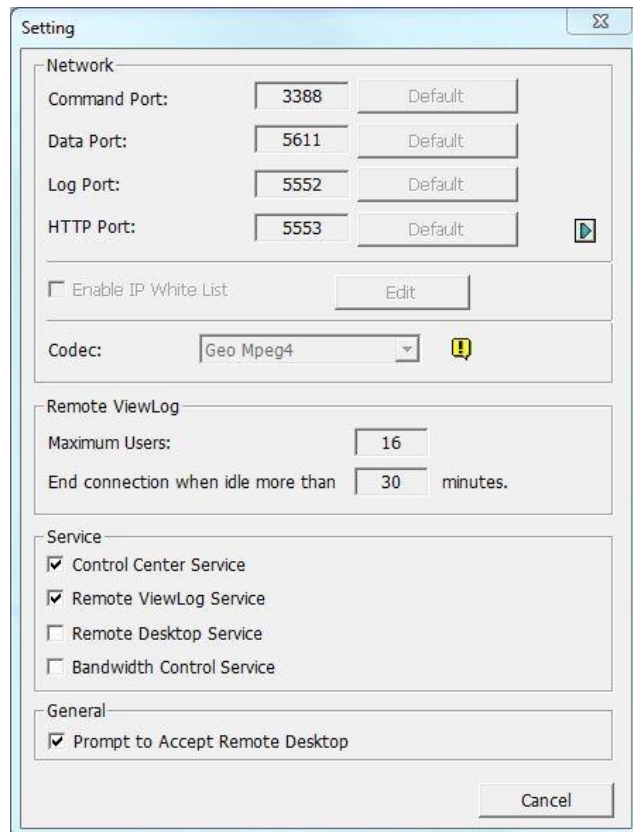 Setting
Network
Command Port: 3388 Default
Data Port: 5611 Default
Log Port: 5552 Default
HTTP Port: 5553 Default
Enable IP White List Edit
Codec: Geo Mpeg4
Remote ViewLog
Maximum Users: 16
End connection when idle more than 30 minutes.
Service
Control Center Service
Remote ViewLog Service
Remote Desktop Service
Bandwidth Control Service
General
Prompt to Accept Remote Desktop
Cancel